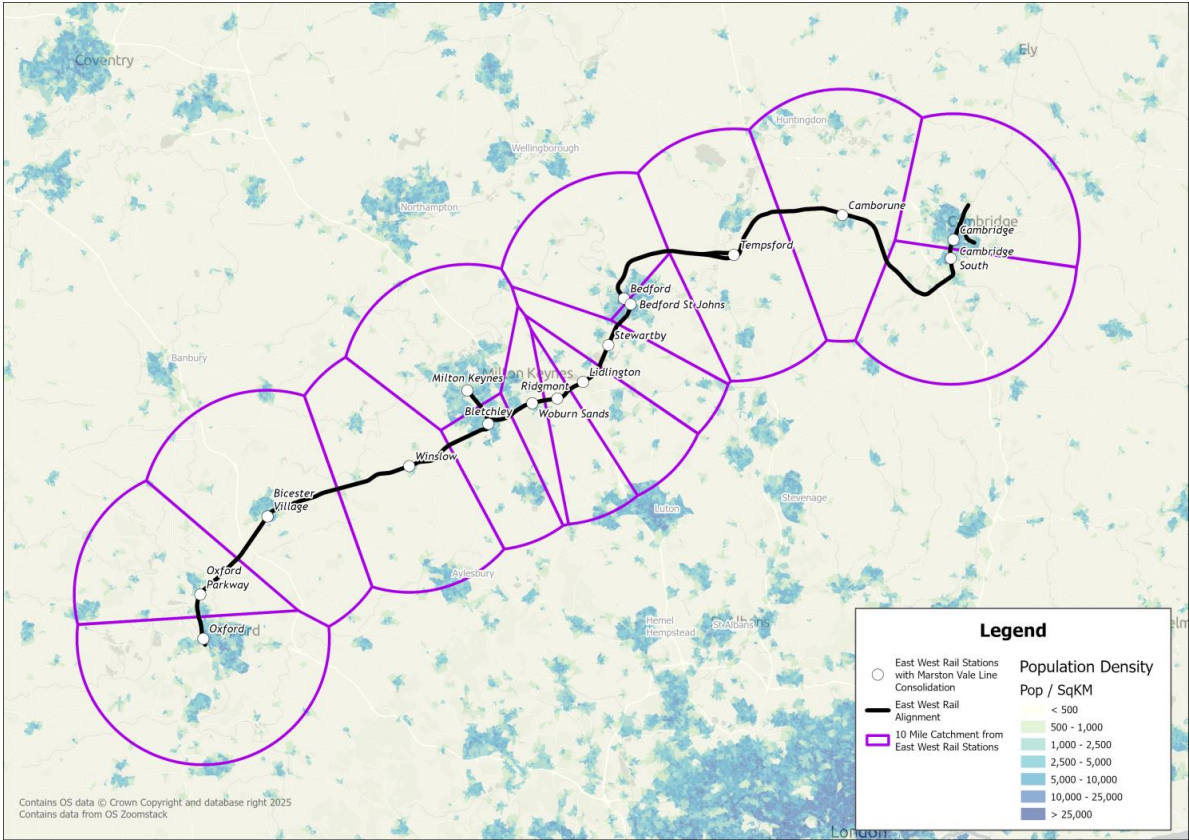 Coventry
Ely
Huntingdon
Wellingborough
Northampton
Camborune
Cambridge
Cambridge
Tempsford
Cambridge
South
Bedford
Bedford St Johns
Stewartby
Banbury
Milton Keynes
Milton Keynes
Lidlington
Ridgmont
Bletchley
Woburn Sands
Winslow
Bicester
Village
Stevenage
Luton
Oxford
Parkway
Aylesbury
Oxford
Hemel
Hempstead
St Albans
London
Legend
East West Rail Stations
with Marston Vale Line
Consolidation
East West Rail
Alignment
10 Mile Catchment from
East West Rail Stations
Population Density
Pop / SqKM
< 500
500 - 1,000
1,000 - 2,500
2,500 - 5,000
5,000 - 10,000
10,000 - 25,000
> 25,000
Contains OS data © Crown Copyright and database right 2025
Contains data from OS Zoomstack